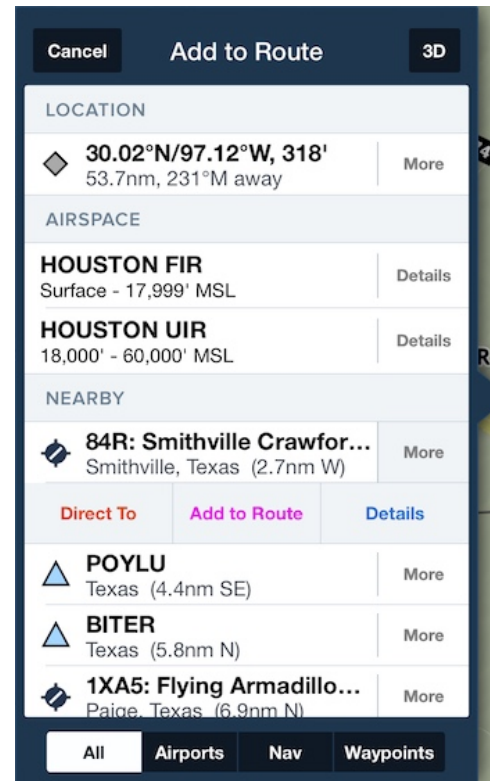 Cancel Add to Route 3D
LOCATION
30.02°N/97.12°W, 318' More
53.7nm, 231°M away
AIRSPACE
HOUSTON FIR Details
Surface - 17,999' MSL
HOUSTON UIR Details
18,000' - 60,000' MSL
NEARBY
84R: Smithville Crawfor... More
Smithville, Texas (2.7nm W)
Direct To Add to Route Details
POYLU More
Texas (4.4nm SE)
BITER More
Texas (5.8nm N)
1XA5: Flying Armadillo... More
Paige, Texas (6.9nm N)
All Airports Nav Waypoints